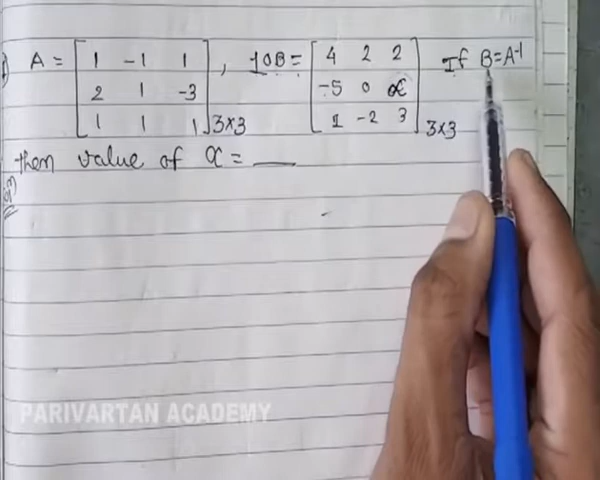 A = [ 1 -1 1 ] , 10B = [ 4 2 2 ] If B=A⁻¹
[ 2 1 -3 ] [ -5 0 α ]
[ 1 1 1 ]3×3 [ 1 -2 3 ]3×3
then value of α = ___
PARIVARTAN ACADEMY